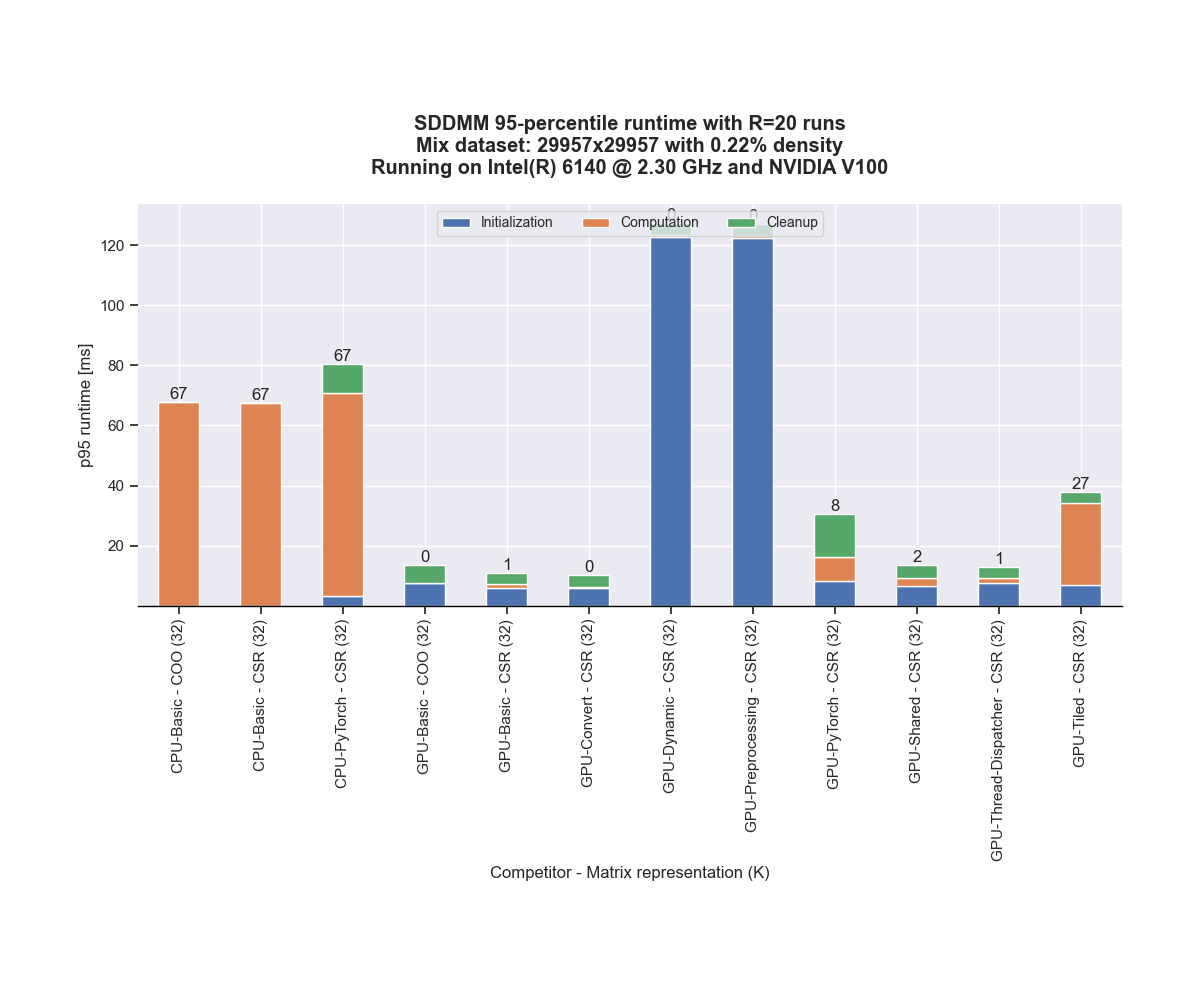 SDDMM 95-percentile runtime with R=20 runs
Mix dataset: 29957x29957 with 0.22% density
Running on Intel(R) 6140 @ 2.30 GHz and NVIDIA V100
Initialization
Computation
Cleanup
p95 runtime [ms]
120
100
80
60
40
20
67
67
67
0
1
0
0
0
8
2
1
27
CPU-Basic - COO (32)
CPU-Basic - CSR (32)
CPU-PyTorch - CSR (32)
GPU-Basic - COO (32)
GPU-Basic - CSR (32)
GPU-Convert - CSR (32)
GPU-Dynamic - CSR (32)
GPU-Preprocessing - CSR (32)
GPU-PyTorch - CSR (32)
GPU-Shared - CSR (32)
GPU-Thread-Dispatcher - CSR (32)
GPU-Tiled - CSR (32)
Competitor - Matrix representation (K)